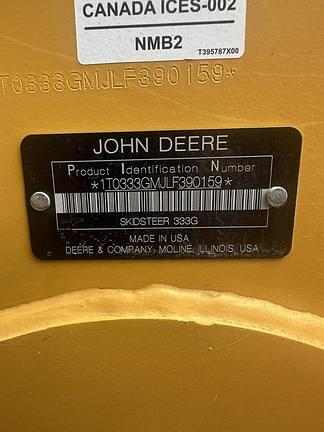 CANADA ICES-002
NMB2
T395787X00
1T0333GMJLF390159*
JOHN DEERE
Product Identification Number
*1T0333GMJLF390159*
SKIDSTEER 333G
MADE IN USA
DEERE & COMPANY, MOLINE, ILLINOIS, USA